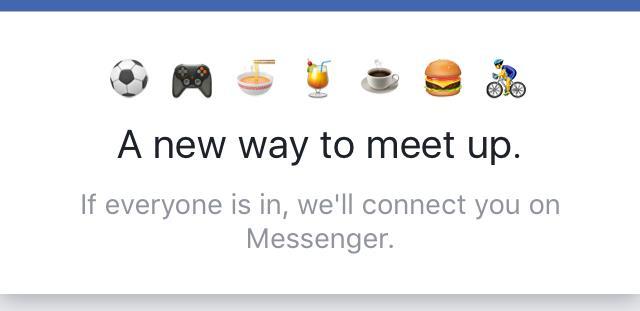 A new way to meet up.
If everyone is in, we'll connect you on
Messenger.